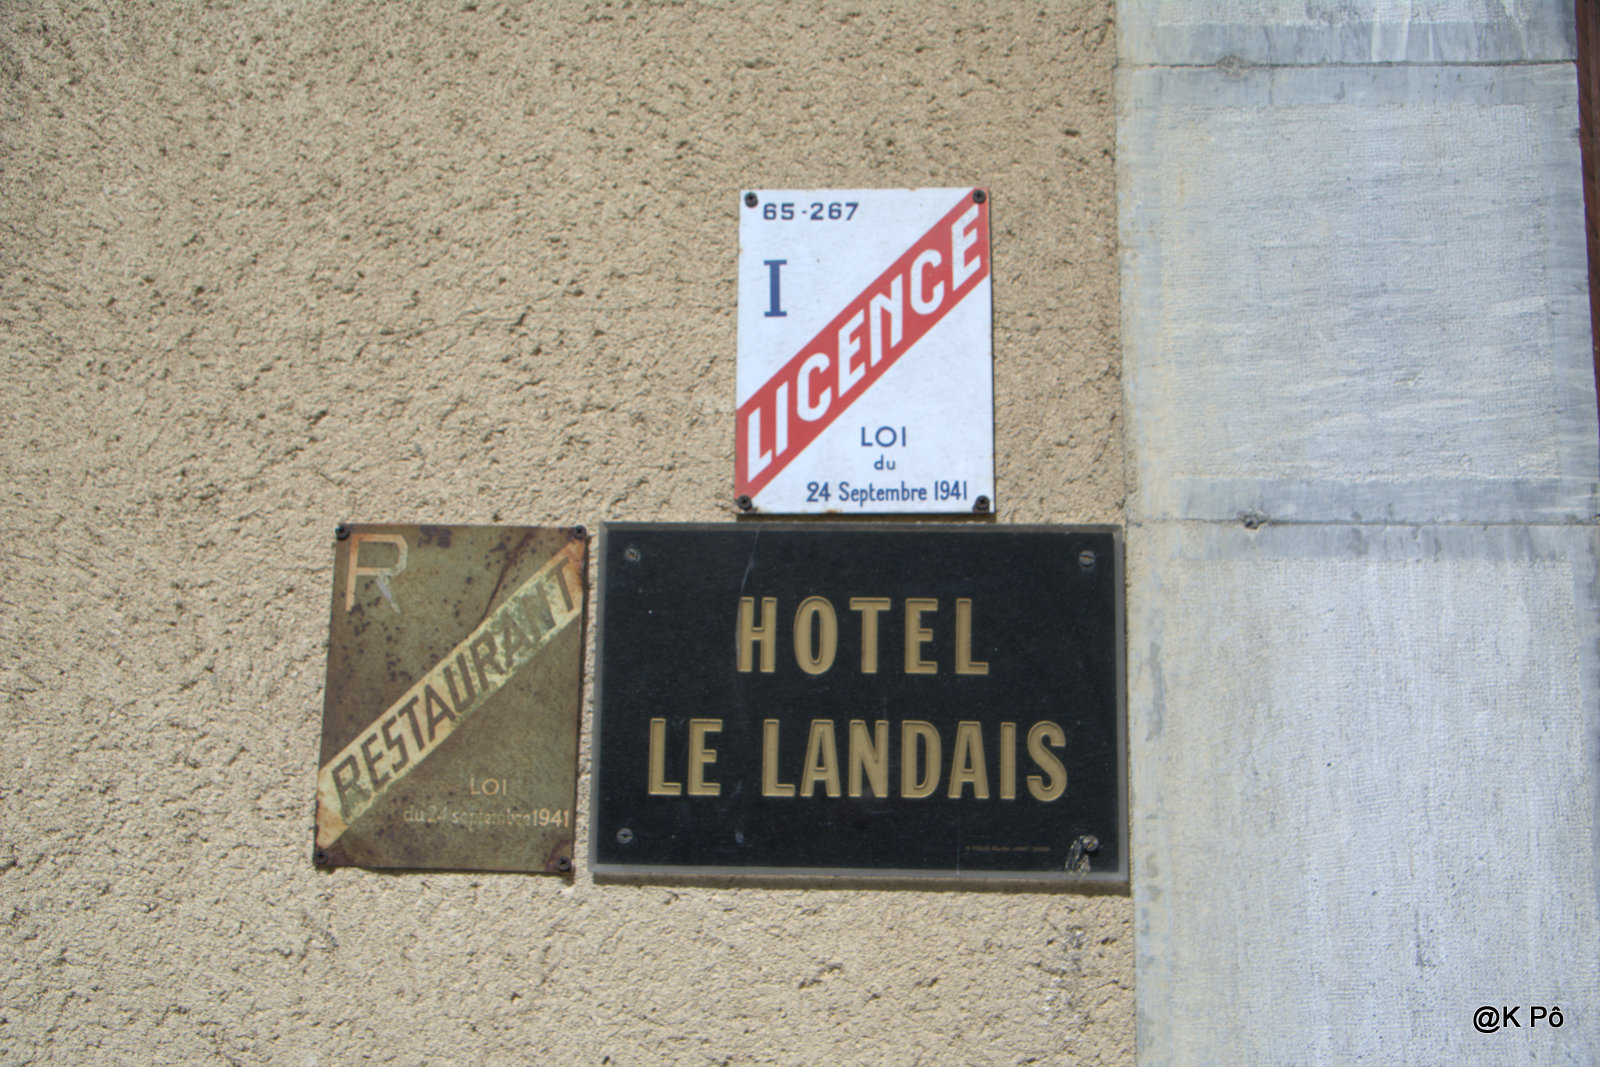 65-267
I
LICENCE
LOI
du
24 Septembre 1941
R
RESTAURANT
LOI
du 24 septembre 1941
HOTEL
LE LANDAIS
@K Pô